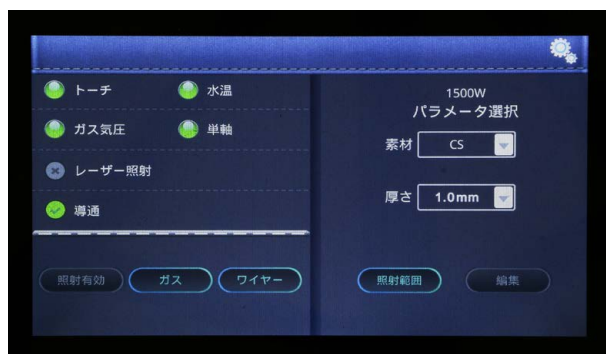 トーチ
水温
ガス気圧
単軸
レーザー照射
導通
照射有効
ガス
ワイヤー
1500W
パラメータ選択
素材
CS
厚さ
1.0mm
照射範囲
編集